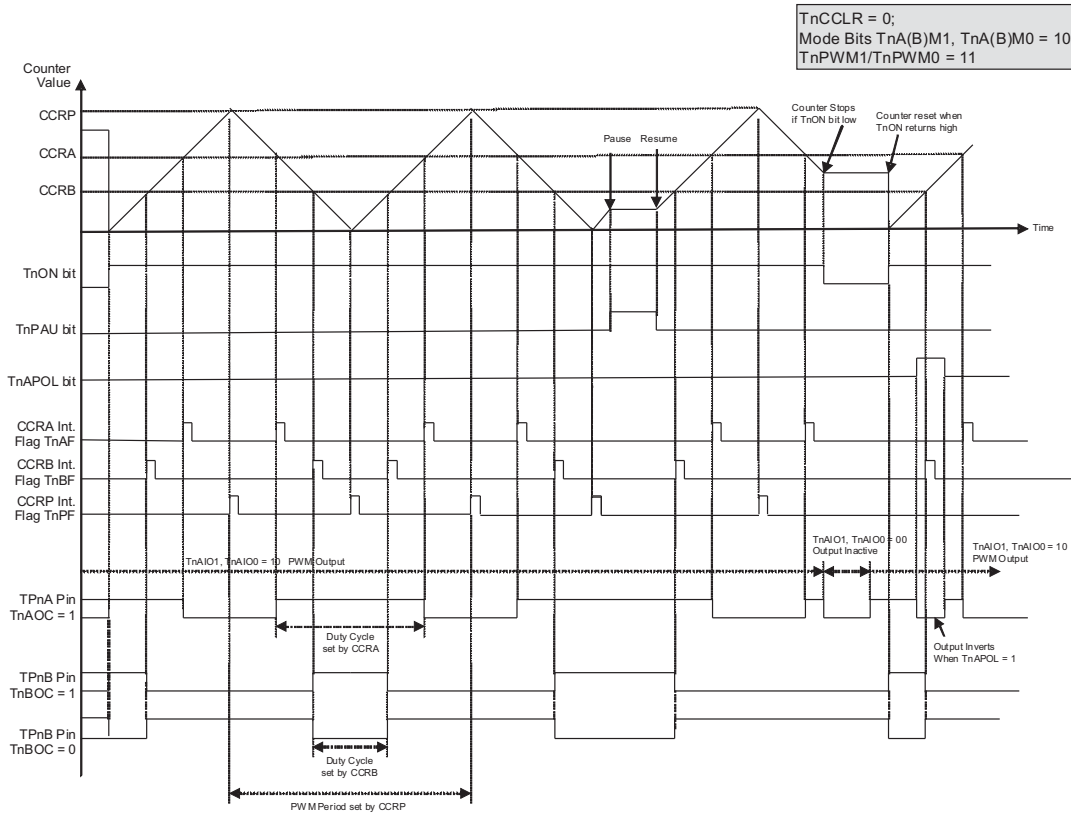 TnCCLR = 0;
Mode Bits TnA(B)M1, TnA(B)M0 = 10
TnPWM1/TnPWM0 = 11
Counter
Value
CCRP
CCRA
CCRB
Pause
Resume
Counter Stops
if TnON bit low
Counter reset when
TnON returns high
Time
TnON bit
TnPAU bit
TnAPOL bit
CCRA Int.
Flag TnAF
CCRB Int.
Flag TnBF
CCRP Int.
Flag TnPF
TnAIO1, TnAIO0 = 10 PWM Output
TnAIO1, TnAIO0 = 00
Output Inactive
TnAIO1, TnAIO0 = 10
PWM Output
TPnA Pin
TnAOC = 1
Duty Cycle
set by CCRA
Output Inverts
When TnAPOL = 1
TPnB Pin
TnBOC = 1
TPnB Pin
TnBOC = 0
Duty Cycle
set by CCRB
PWM Period set by CCRP